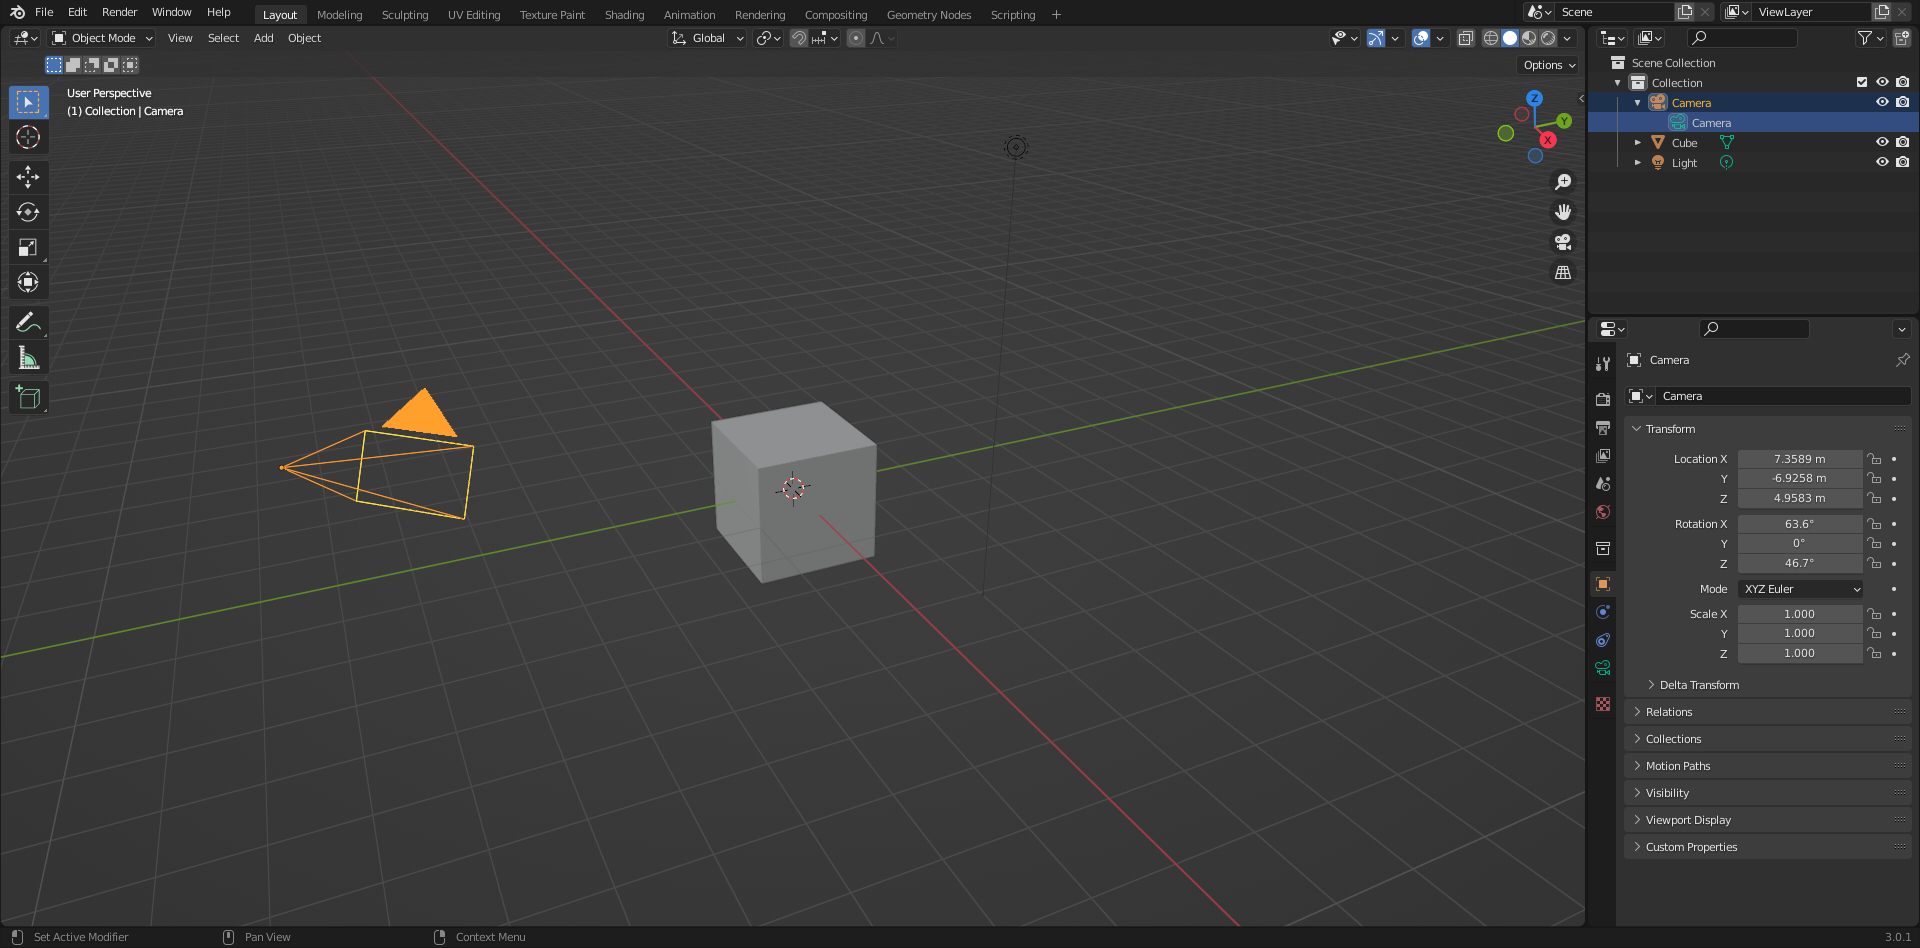 File Edit Render Window Help Layout Modeling Sculpting UV Editing Texture Paint Shading Animation Rendering Compositing Geometry Nodes Scripting + Scene ViewLayer
Object Mode View Select Add Object Global
Options
User Perspective
(1) Collection | Camera
Z
Y
X
Scene Collection
Collection
Camera
Camera
Cube
Light
Camera
Camera
Transform
Location X 7.3589 m
Y -6.9258 m
Z 4.9583 m
Rotation X 63.6°
Y 0°
Z 46.7°
Mode XYZ Euler
Scale X 1.000
Y 1.000
Z 1.000
Delta Transform
Relations
Collections
Motion Paths
Visibility
Viewport Display
Custom Properties
Set Active Modifier Pan View Context Menu 3.0.1